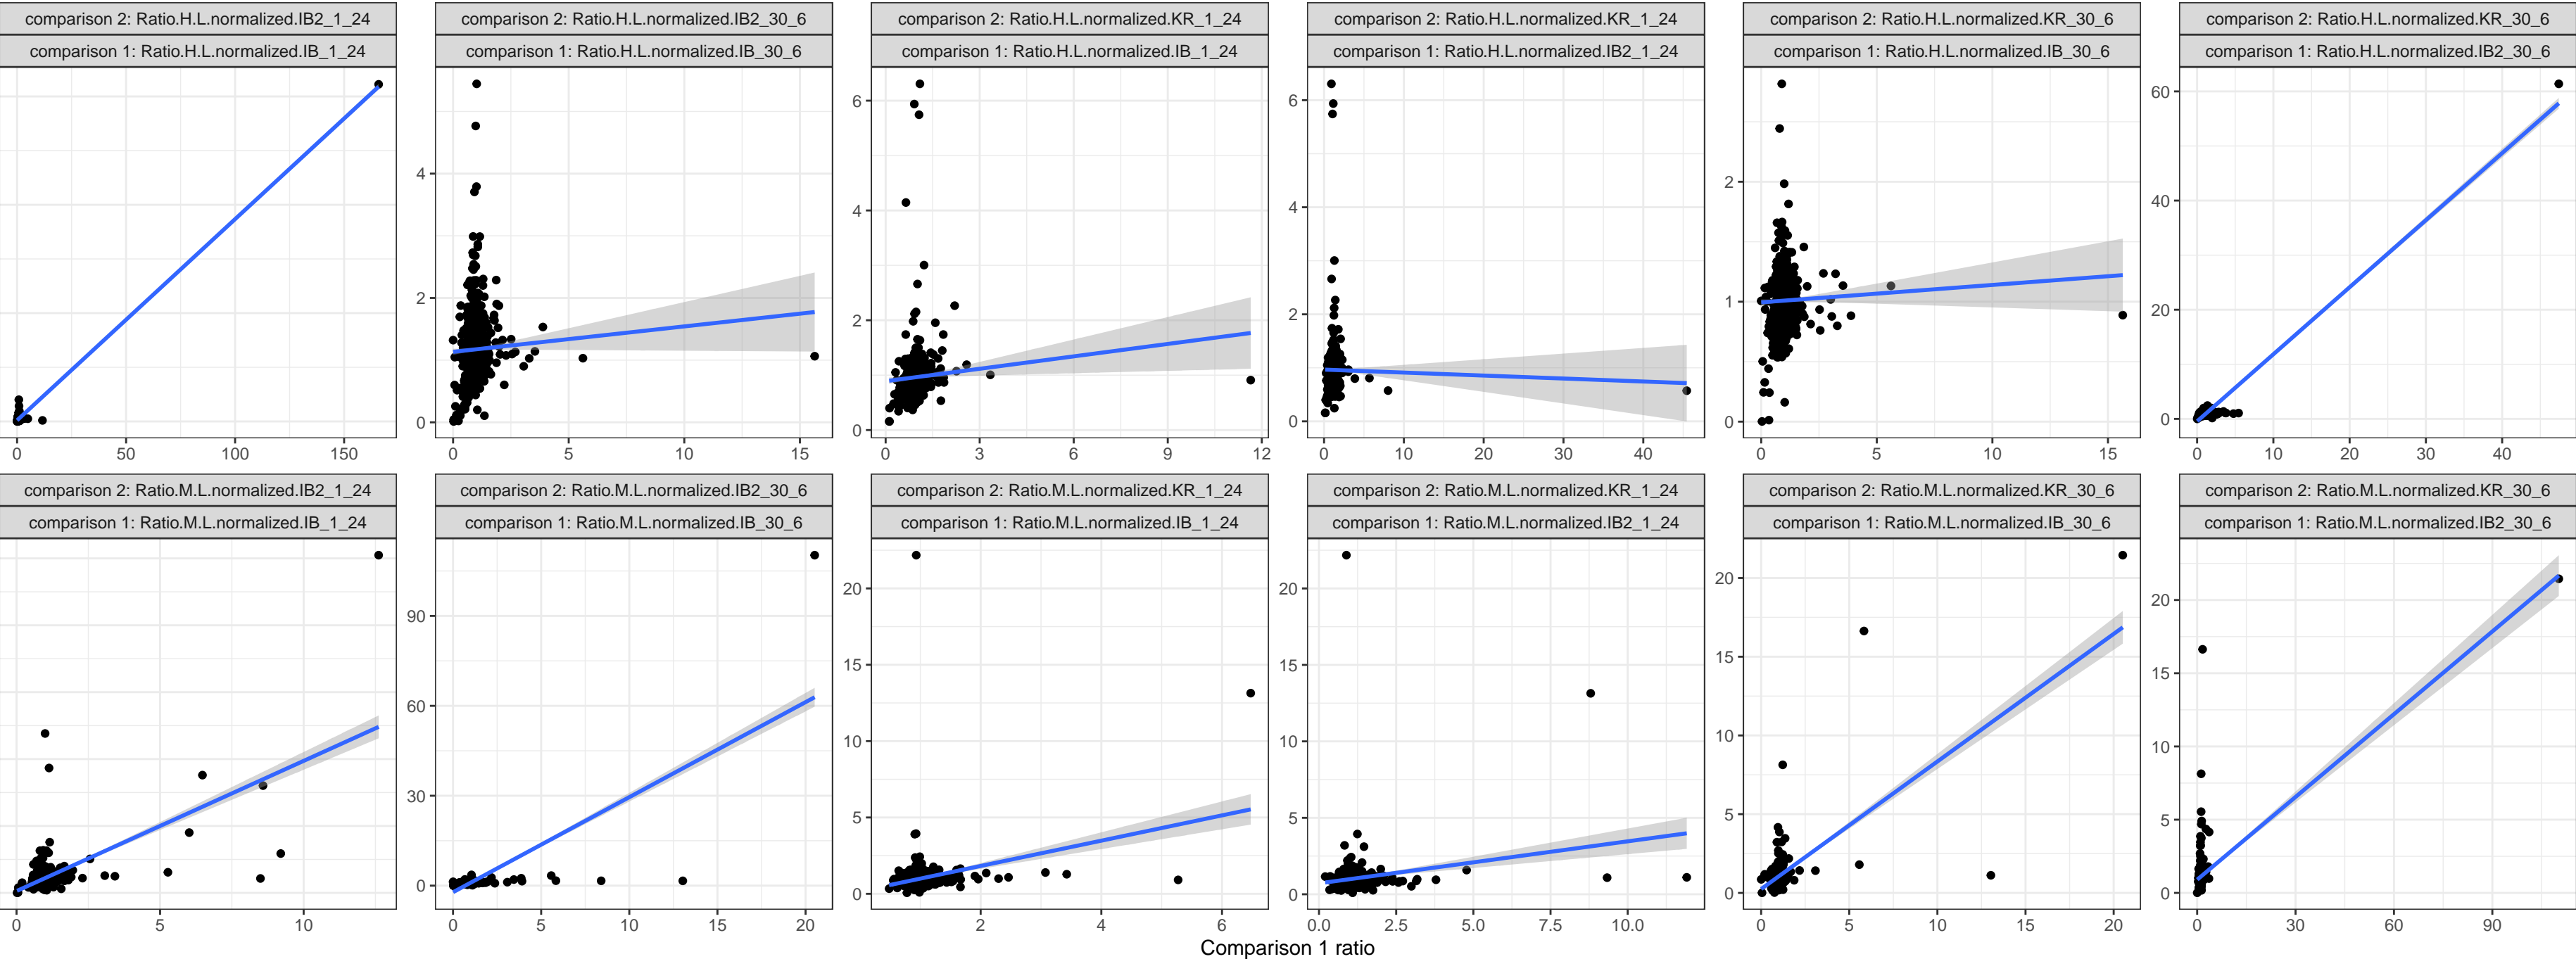 comparison 2: Ratio.H.L.normalized.IB2_1_24
comparison 1: Ratio.H.L.normalized.IB_1_24
0 50 100 150
comparison 2: Ratio.H.L.normalized.IB2_30_6
comparison 1: Ratio.H.L.normalized.IB_30_6
4
2
0
0 5 10 15
comparison 2: Ratio.H.L.normalized.KR_1_24
comparison 1: Ratio.H.L.normalized.IB_1_24
6
4
2
0
0 3 6 9 12
comparison 2: Ratio.H.L.normalized.KR_1_24
comparison 1: Ratio.H.L.normalized.IB2_1_24
6
4
2
0
0 10 20 30 40
comparison 2: Ratio.H.L.normalized.KR_30_6
comparison 1: Ratio.H.L.normalized.IB_30_6
2
1
0
0 5 10 15
comparison 2: Ratio.H.L.normalized.KR_30_6
comparison 1: Ratio.H.L.normalized.IB2_30_6
60
40
20
0
0 10 20 30 40
comparison 2: Ratio.M.L.normalized.IB2_1_24
comparison 1: Ratio.M.L.normalized.IB_1_24
0 5 10
comparison 2: Ratio.M.L.normalized.IB2_30_6
comparison 1: Ratio.M.L.normalized.IB_30_6
90
60
30
0
0 5 10 15 20
comparison 2: Ratio.M.L.normalized.KR_1_24
comparison 1: Ratio.M.L.normalized.IB_1_24
20
15
10
5
0
2 4 6
comparison 2: Ratio.M.L.normalized.KR_1_24
comparison 1: Ratio.M.L.normalized.IB2_1_24
20
15
10
5
0
0.0 2.5 5.0 7.5 10.0
comparison 2: Ratio.M.L.normalized.KR_30_6
comparison 1: Ratio.M.L.normalized.IB_30_6
20
15
10
5
0
0 5 10 15 20
comparison 2: Ratio.M.L.normalized.KR_30_6
comparison 1: Ratio.M.L.normalized.IB2_30_6
20
15
10
5
0
0 30 60 90
Comparison 1 ratio